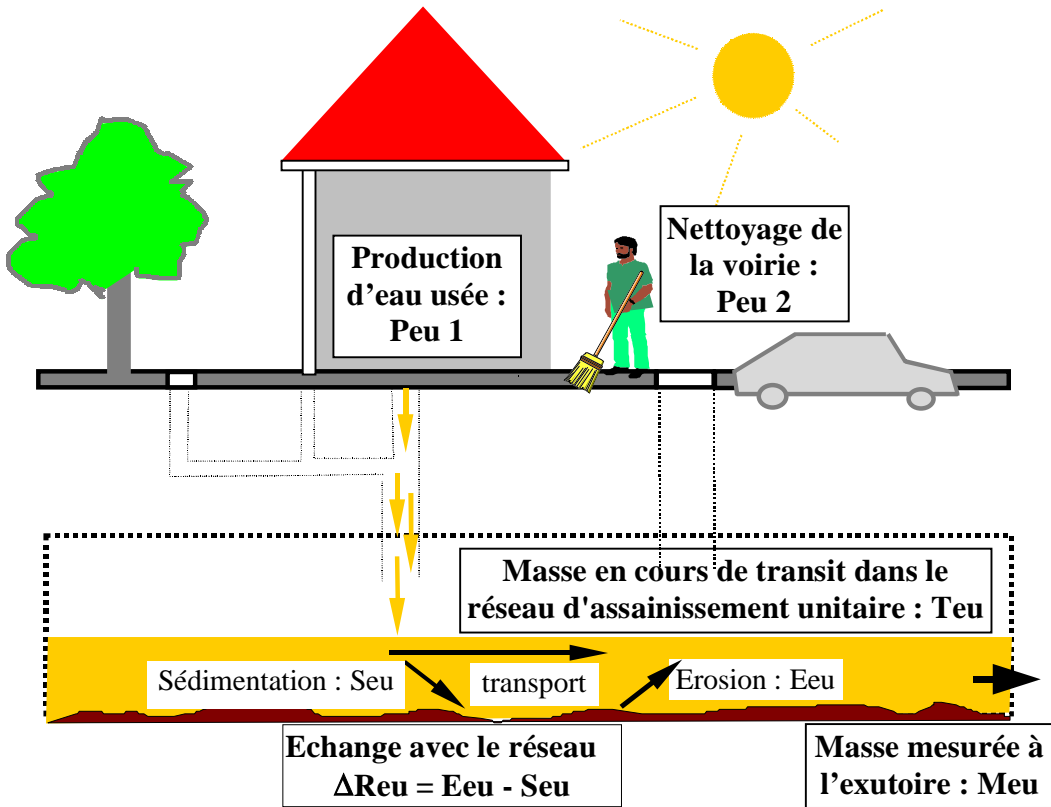 Production
d’eau usée :
Peu 1
Nettoyage de
la voirie :
Peu 2
Masse en cours de transit dans le
réseau d'assainissement unitaire : Teu
Sédimentation : Seu
transport
Erosion : Eeu
Echange avec le réseau
ΔReu = Eeu - Seu
Masse mesurée à
l’exutoire : Meu